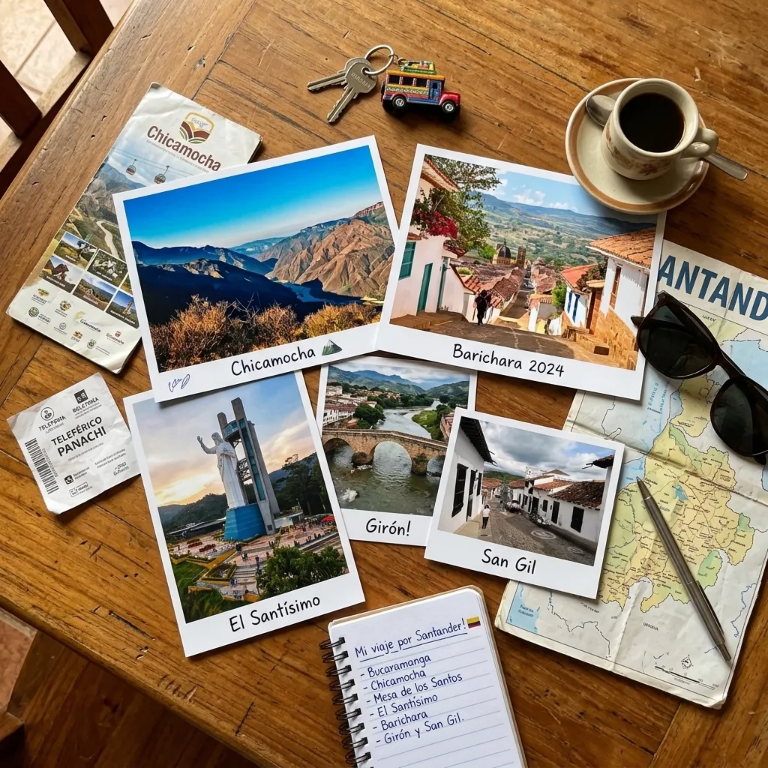 Chicamocha
TELEFÉRICO
PANACHI
Chicamocha
Barichara 2024
SANTAND
El Santísimo
Girón!
San Gil
Mi viaje por Santander!
- Bucaramanga
- Chicamocha
- Mesa de los Santos
- El Santísimo
- Barichara
- Girón y San Gil.